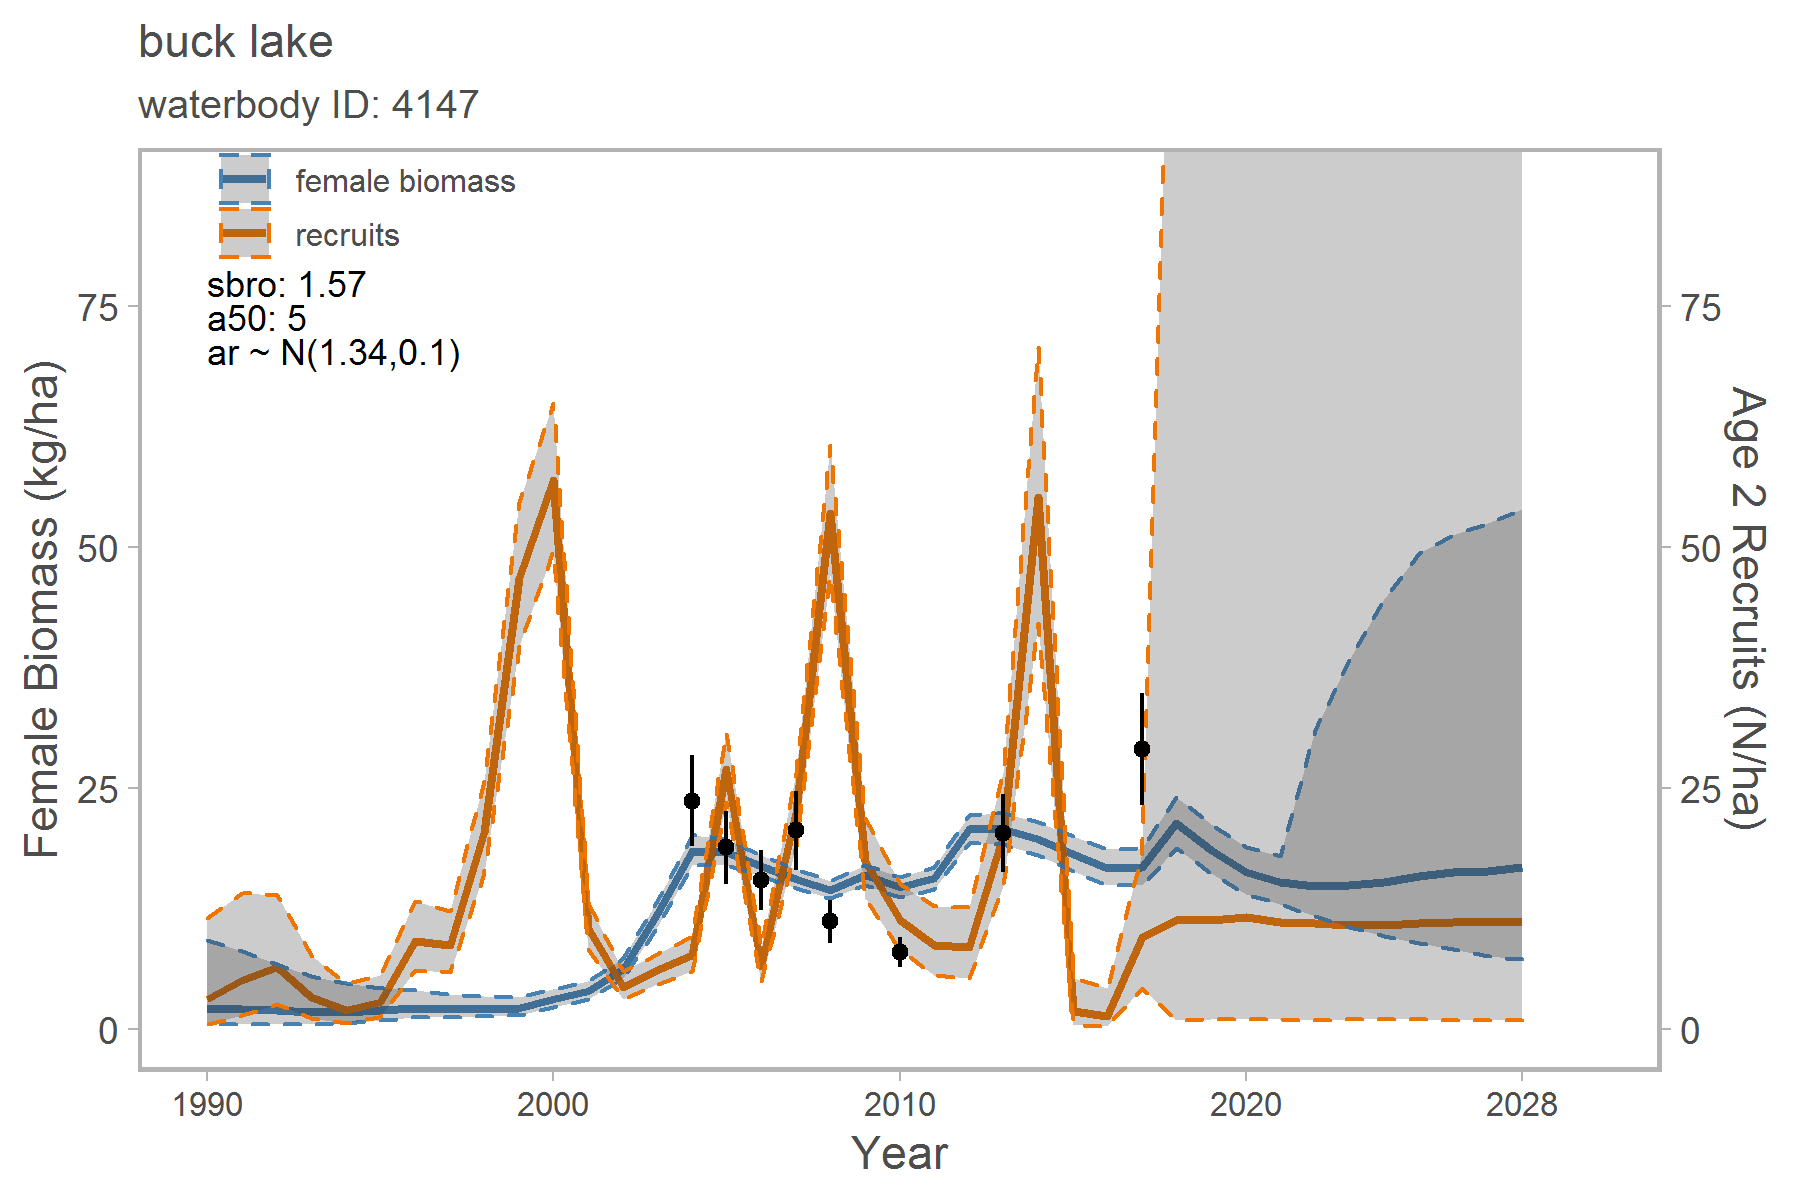 buck lake
waterbody ID: 4147
female biomass
recruits
sbro: 1.57
a50: 5
ar ~ N(1.34,0.1)
Female Biomass (kg/ha)
75
50
25
0
75
50
25
0
Age 2 Recruits (N/ha)
1990
2000
2010
2020
2028
Year